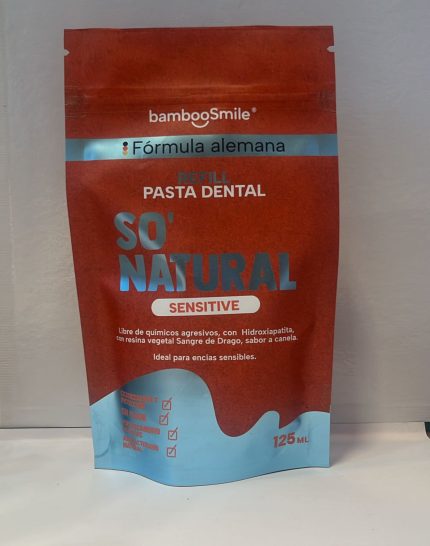 bambooSmile®
Fórmula alemana
REFILL
PASTA DENTAL
SO'
NATURAL
SENSITIVE
Libre de químicos agresivos, con Hidroxiapatita,
con resina vegetal Sangre de Drago, sabor a canela.
Ideal para encias sensibles.
125 ML